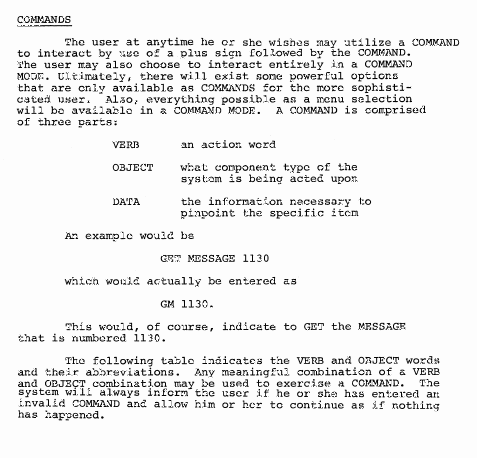 COMMANDS
The user at anytime he or she wishes may utilize a COMMAND
to interact by use of a plus sign followed by the COMMAND.
The user may also choose to interact entirely in a COMMAND
MODE. Ultimately, there will exist some powerful options
that are only available as COMMANDS for the more sophisti-
cated user. Also, everything possible as a menu selection
will be available in a COMMAND MODE. A COMMAND is comprised
of three parts:
VERB an action word
OBJECT what component type of the
system is being acted upon
DATA the information necessary to
pinpoint the specific item
An example would be
GET MESSAGE 1130
which would actually be entered as
GM 1130.
This would, of course, indicate to GET the MESSAGE
that is numbered 1130.
The following table indicates the VERB and OBJECT words
and their abbreviations. Any meaningful combination of a VERB
and OBJECT combination may be used to exercise a COMMAND. The
system will always inform the user if he or she has entered an
invalid COMMAND and allow him or her to continue as if nothing
has happened.